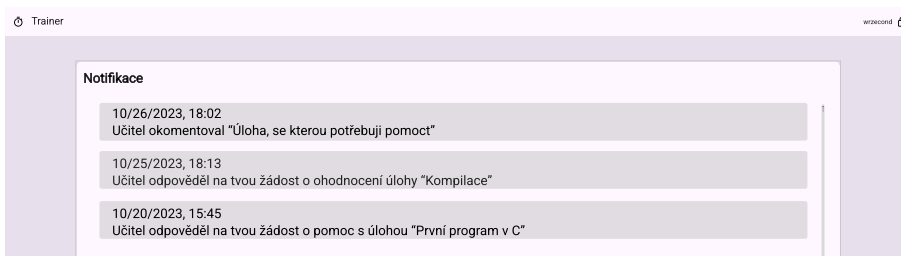 Trainer
wrzecond
Notifikace
10/26/2023, 18:02
Učitel okomentoval “Úloha, se kterou potřebuji pomoct”
10/25/2023, 18:13
Učitel odpověděl na tvou žádost o ohodnocení úlohy “Kompilace”
10/20/2023, 15:45
Učitel odpověděl na tvou žádost o pomoc s úlohou “První program v C”